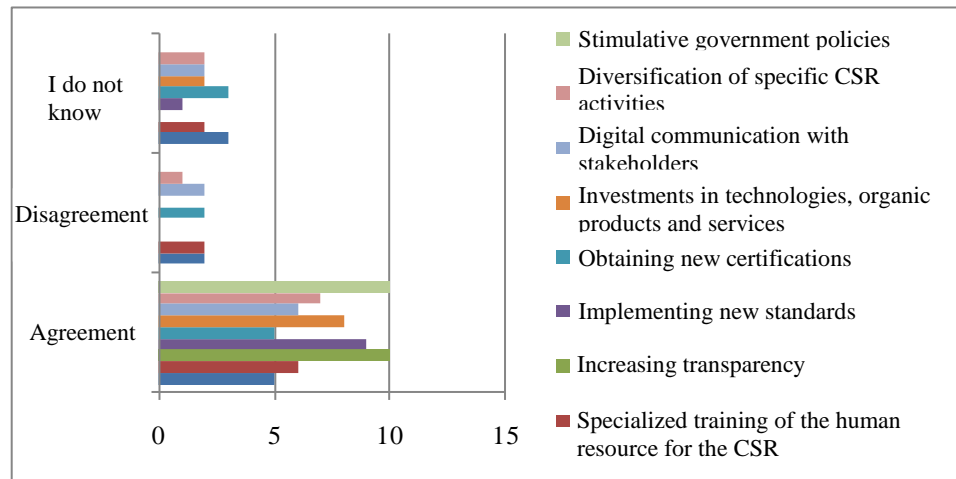 I do not
know
Disagreement
Agreement
0 5 10 15
Stimulative government policies
Diversification of specific CSR
activities
Digital communication with
stakeholders
Investments in technologies, organic
products and services
Obtaining new certifications
Implementing new standards
Increasing transparency
Specialized training of the human
resource for the CSR